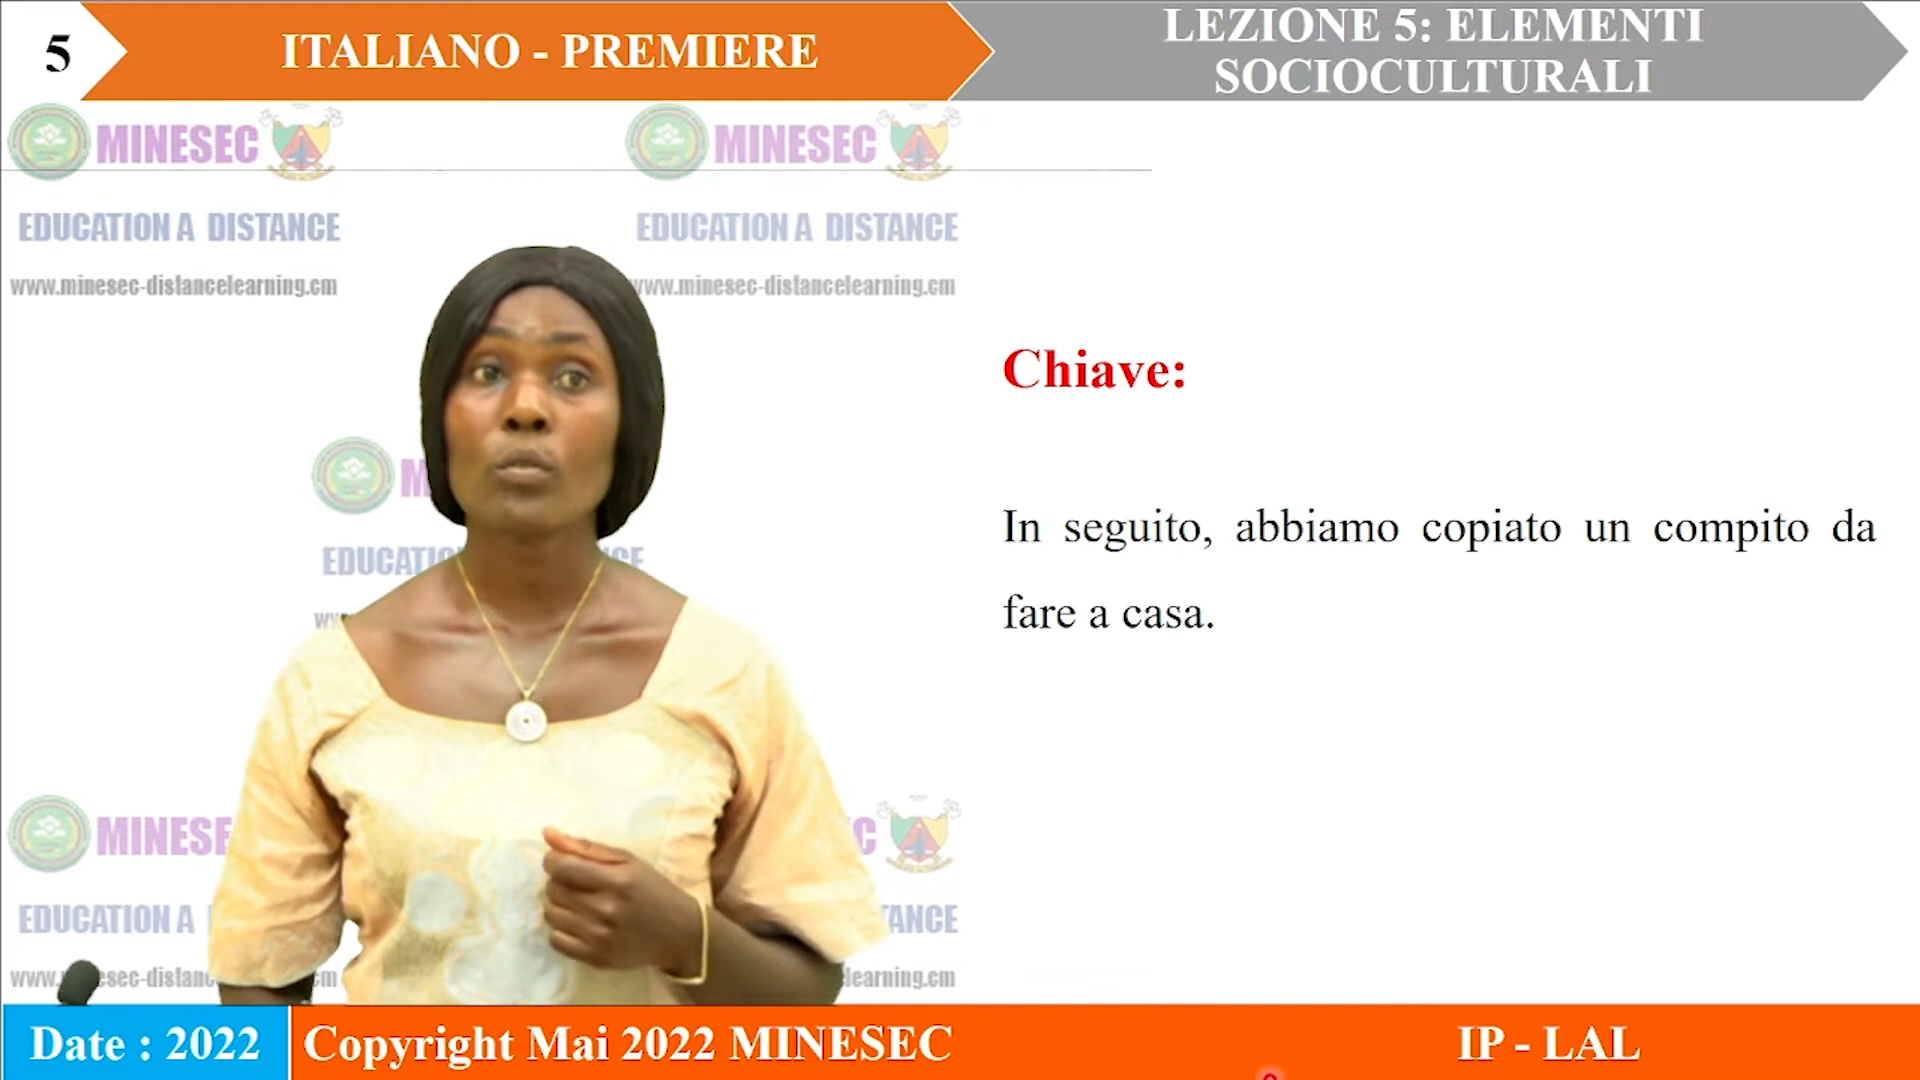 5
ITALIANO - PREMIERE
LEZIONE 5: ELEMENTI
SOCIOCULTURALI
MINESEC
MINESEC
EDUCATION A DISTANCE
EDUCATION A DISTANCE
www.minesec-distancelearning.cm
www.minesec-distancelearning.cm
Chiave:
In seguito, abbiamo copiato un compito da
fare a casa.
Date : 2022
Copyright Mai 2022 MINESEC
IP - LAL